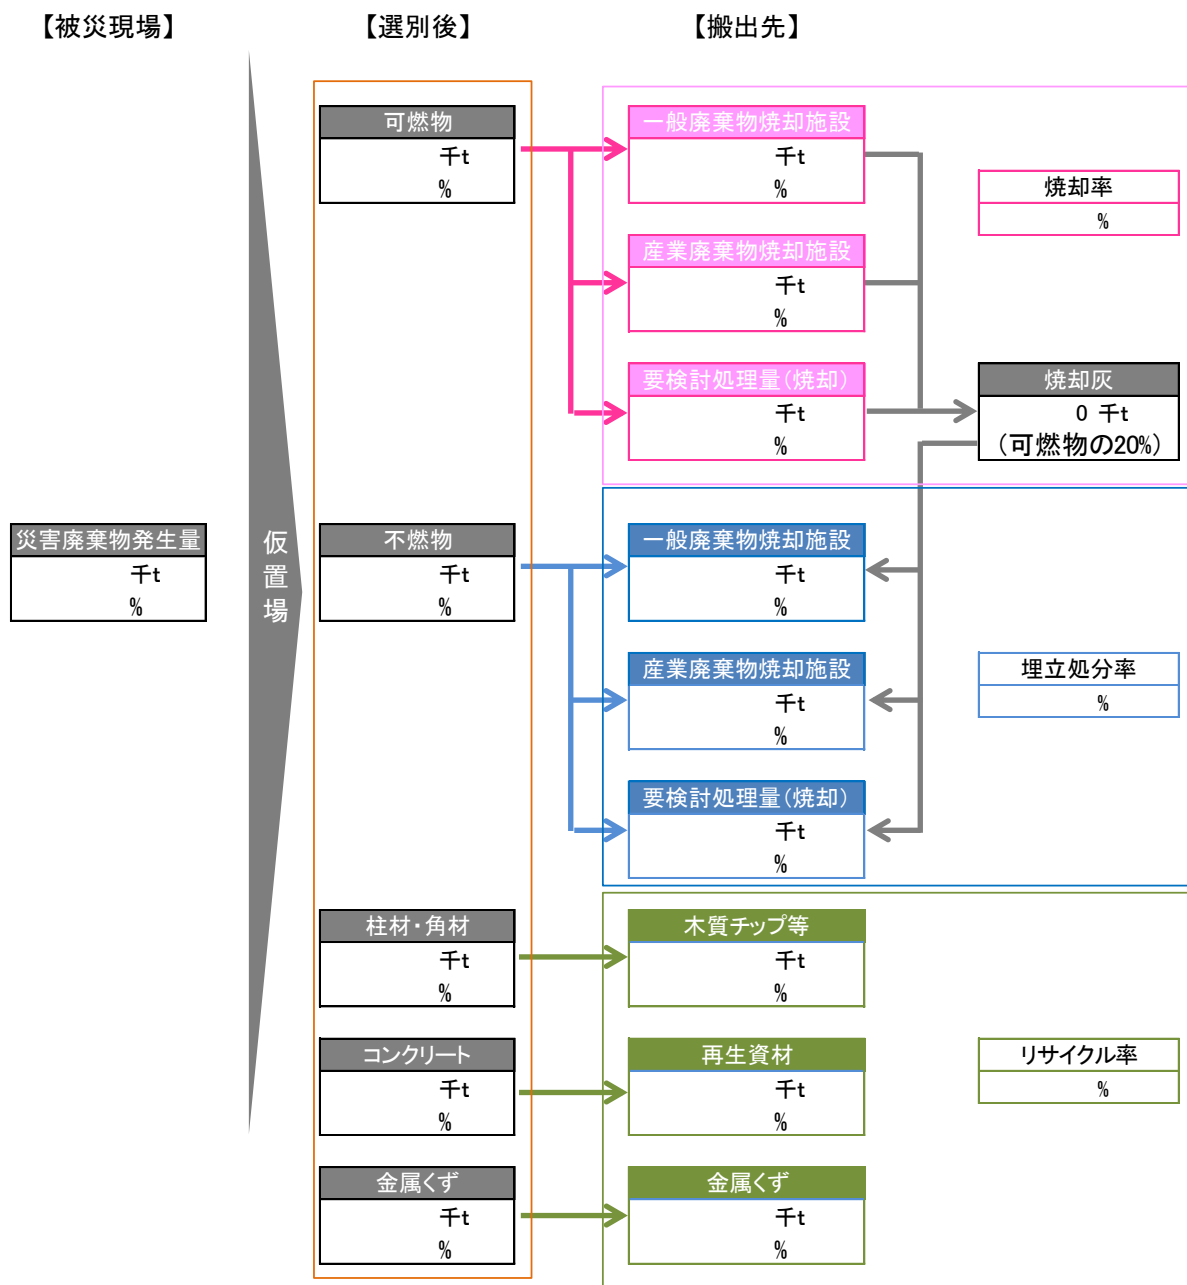 【被災現場】
【選別後】
【搬出先】
可燃物
千t
%
一般廃棄物焼却施設
千t
%
焼却率
%
産業廃棄物焼却施設
千t
%
要検討処理量(焼却)
千t
%
焼却灰
0 千t
(可燃物の20%)
災害廃棄物発生量
千t
%
仮置場
不燃物
千t
%
一般廃棄物焼却施設
千t
%
産業廃棄物焼却施設
千t
%
埋立処分率
%
要検討処理量(焼却)
千t
%
柱材・角材
千t
%
木質チップ等
千t
%
コンクリート
千t
%
再生資材
千t
%
リサイクル率
%
金属くず
千t
%
金属くず
千t
%